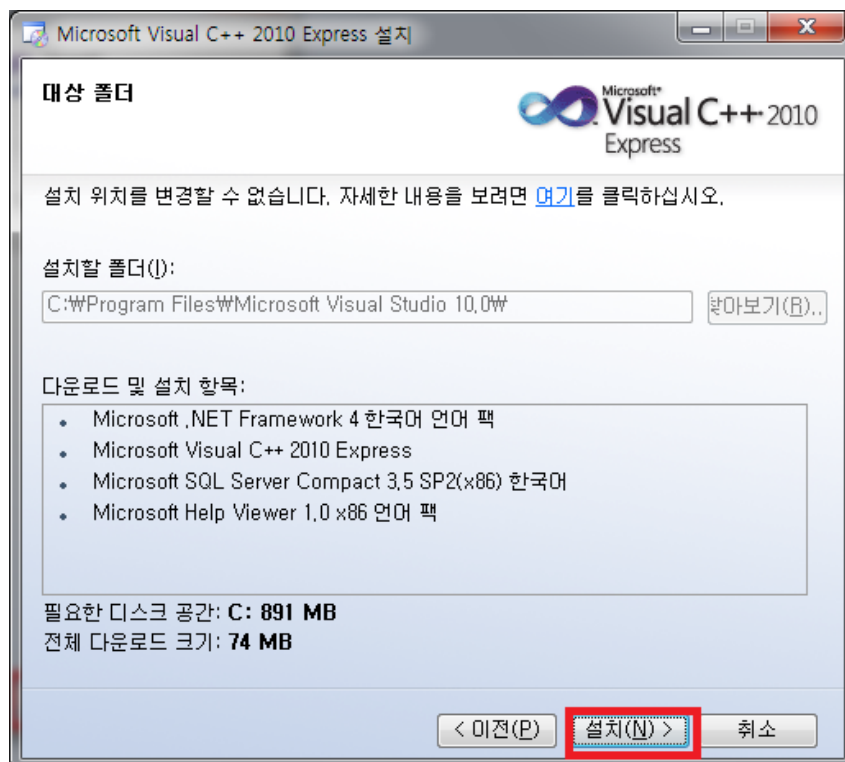 Microsoft Visual C++ 2010 Express 설치
대상 폴더
Microsoft®
Visual C++ 2010
Express
설치 위치를 변경할 수 없습니다. 자세한 내용을 보려면 여기를 클릭하십시오.
설치할 폴더(I):
C:₩Program Files₩Microsoft Visual Studio 10.0₩
찾아보기(R)..
다운로드 및 설치 항목:
• Microsoft .NET Framework 4 한국어 언어 팩
• Microsoft Visual C++ 2010 Express
• Microsoft SQL Server Compact 3.5 SP2(x86) 한국어
• Microsoft Help Viewer 1.0 x86 언어 팩
필요한 디스크 공간: C: 891 MB
전체 다운로드 크기: 74 MB
< 이전(P) 설치(N) > 취소